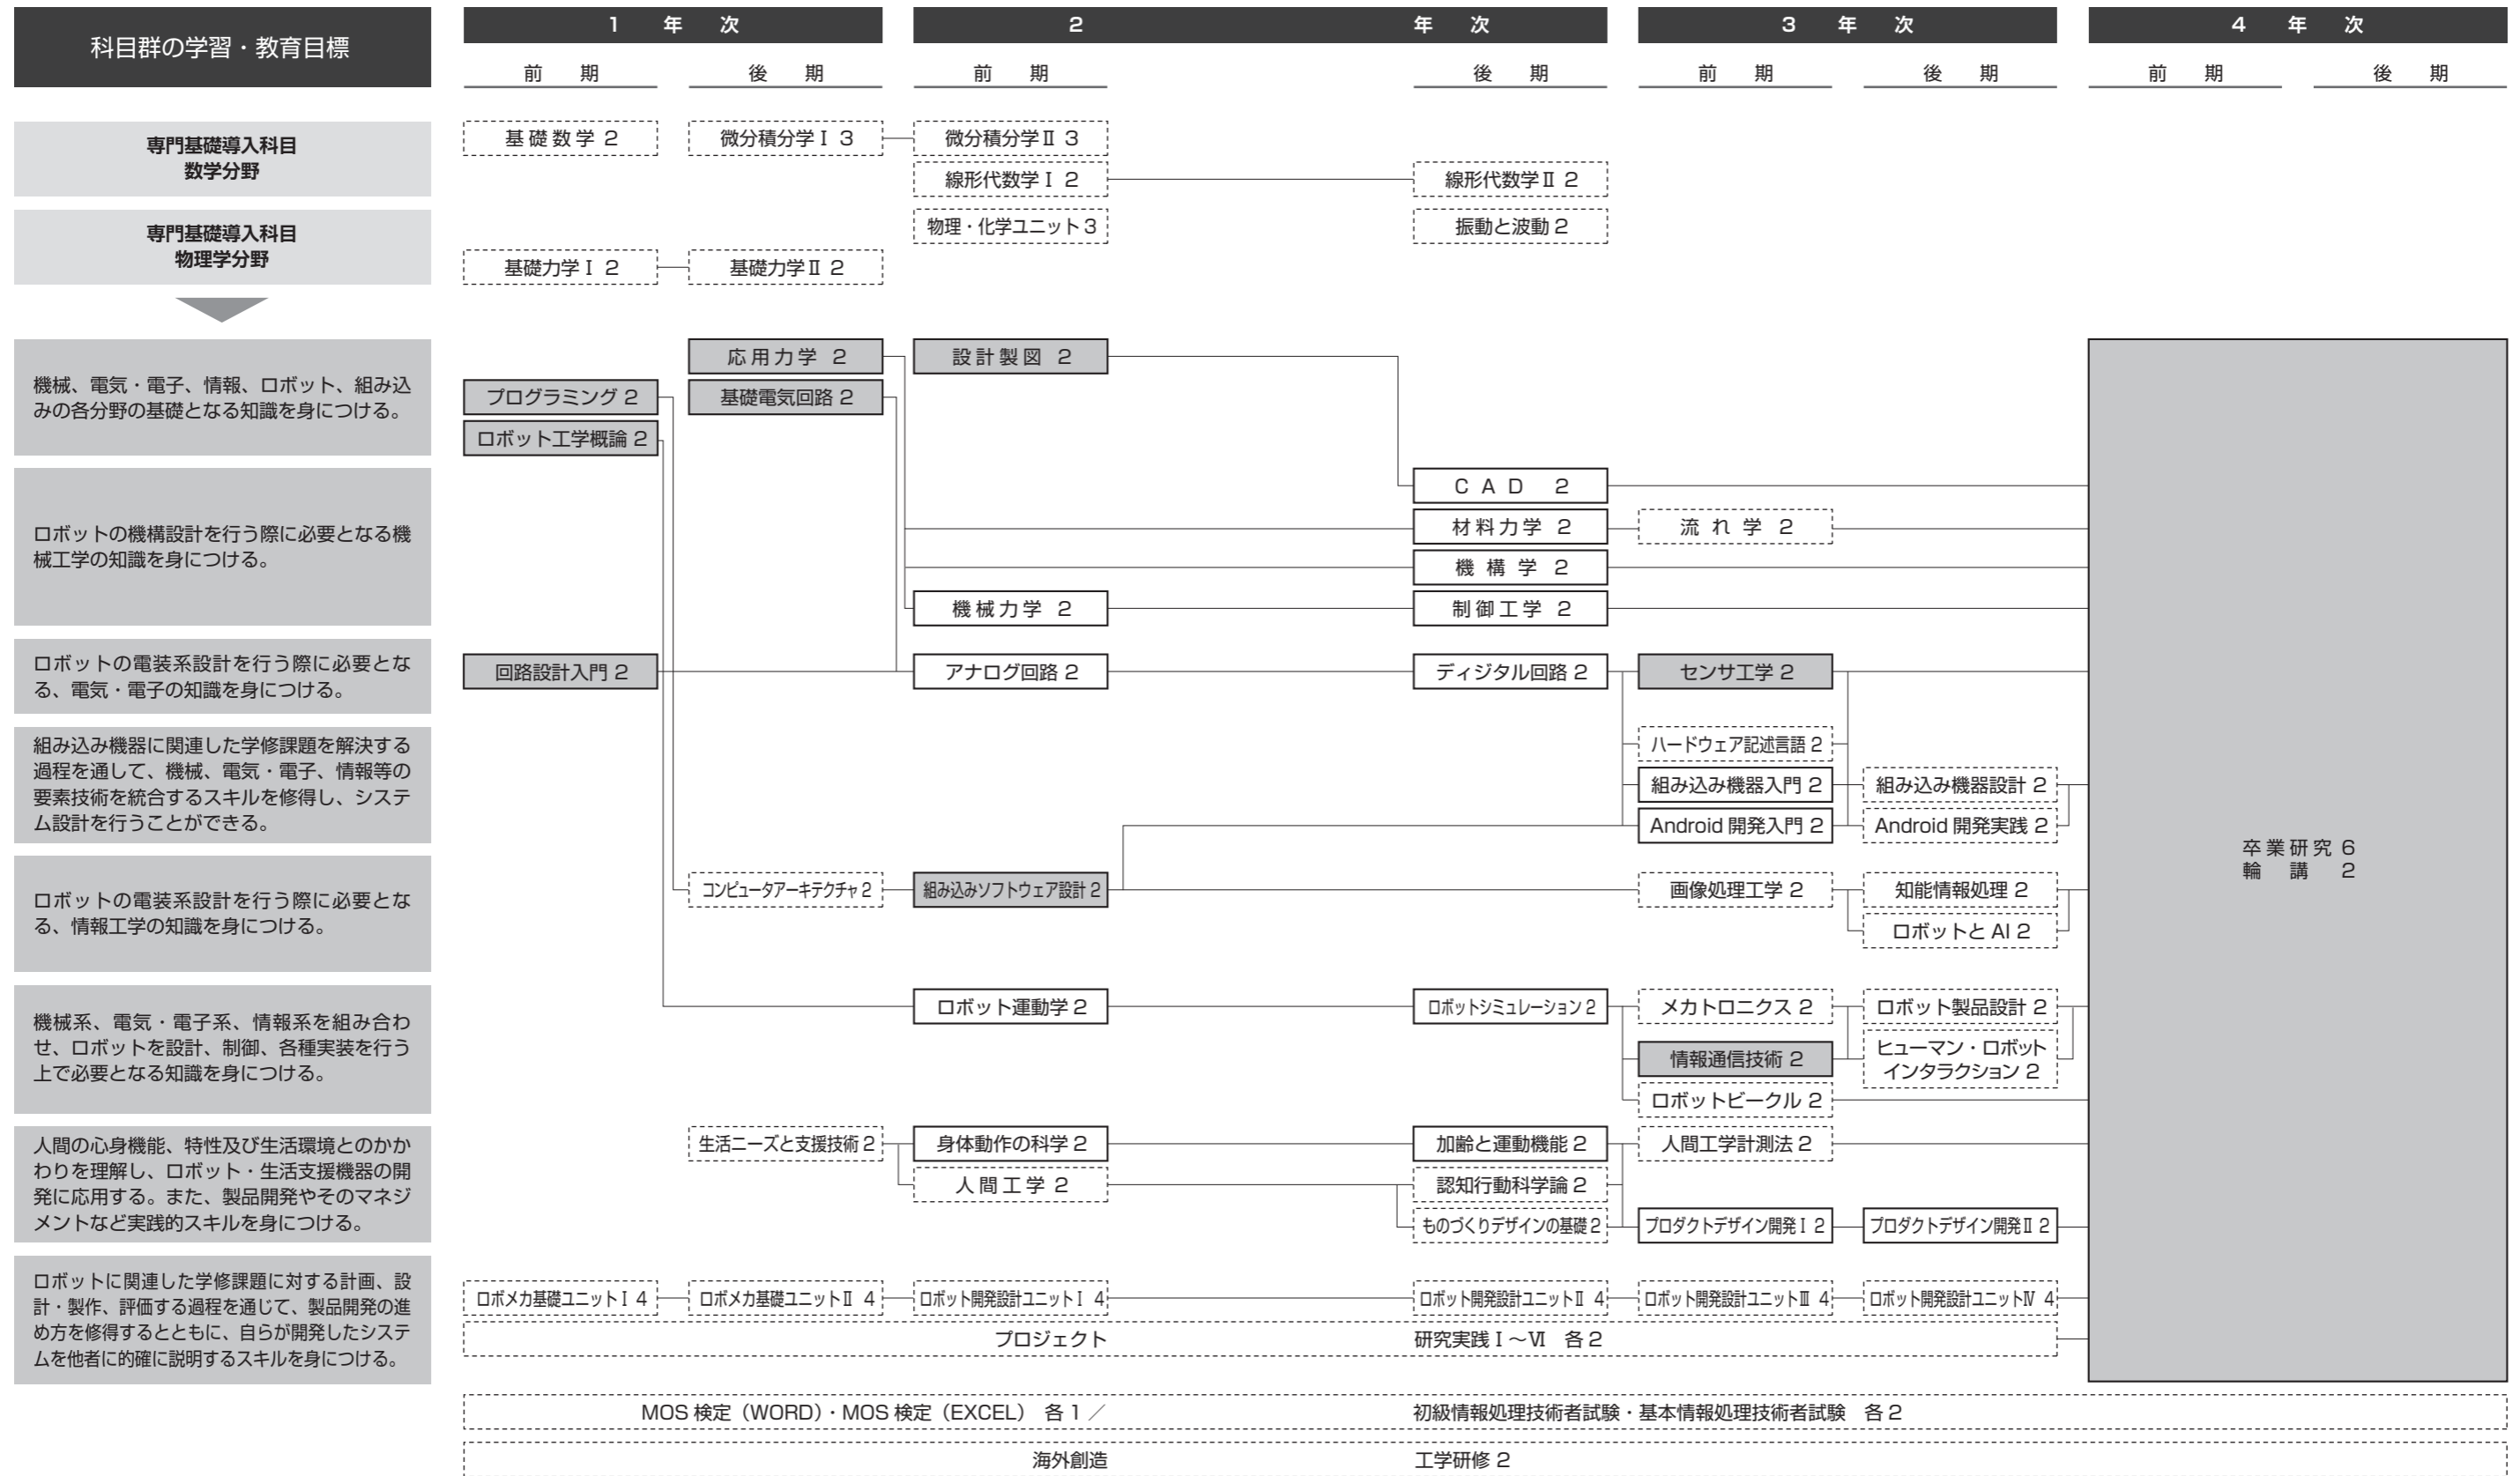 科目群の学習・教育目標
1 年 次
2 年 次
3 年 次
4 年 次
前 期
後 期
前 期
後 期
前 期
後 期
前 期
後 期
専門基礎導入科目
数学分野
基礎数学 2
微分積分学Ⅰ 3
微分積分学Ⅱ 3
線形代数学Ⅰ 2
線形代数学Ⅱ 2
専門基礎導入科目
物理学分野
物理・化学ユニット 3
振動と波動 2
基礎力学Ⅰ 2
基礎力学Ⅱ 2
機械、電気・電子、情報、ロボット、組み込
みの各分野の基礎となる知識を身につける。
応用力学 2
設計製図 2
プログラミング 2
基礎電気回路 2
ロボット工学概論 2
ロボットの機構設計を行う際に必要となる機
械工学の知識を身につける。
CAD 2
材料力学 2
流れ学 2
機構学 2
機械力学 2
制御工学 2
ロボットの電装系設計を行う際に必要とな
る、電気・電子の知識を身につける。
回路設計入門 2
アナログ回路 2
ディジタル回路 2
センサ工学 2
組み込み機器に関連した学修課題を解決する
過程を通して、機械、電気・電子、情報等の
要素技術を統合するスキルを修得し、システ
ム設計を行うことができる。
ハードウェア記述言語 2
組み込み機器入門 2
組み込み機器設計 2
Android 開発入門 2
Android 開発実践 2
卒業研究 6
輪講 2
ロボットの電装系設計を行う際に必要とな
る、情報工学の知識を身につける。
コンピュータアーキテクチャ 2
組み込みソフトウェア設計 2
画像処理工学 2
知能情報処理 2
ロボットと AI 2
機械系、電気・電子系、情報系を組み合わ
せ、ロボットを設計、制御、各種実装を行う
上で必要となる知識を身につける。
ロボット運動学 2
ロボットシミュレーション 2
メカトロニクス 2
ロボット製品設計 2
情報通信技術 2
ヒューマン・ロボット
インタラクション 2
ロボットビークル 2
人間の心身機能、特性及び生活環境とのかか
わりを理解し、ロボット・生活支援機器の開
発に応用する。また、製品開発やそのマネジ
メントなど実践的スキルを身につける。
生活ニーズと支援技術 2
身体動作の科学 2
加齢と運動機能 2
人間工学計測法 2
人間工学 2
認知行動科学論 2
ものづくりデザインの基礎 2
プロダクトデザイン開発Ⅰ 2
プロダクトデザイン開発Ⅱ 2
ロボットに関連した学修課題に対する計画、設
計・製作、評価する過程を通じて、製品開発の進
め方を修得するとともに、自らが開発したシステ
ムを他者に的確に説明するスキルを身につける。
ロボメカ基礎ユニットⅠ 4
ロボメカ基礎ユニットⅡ 4
ロボット開発設計ユニットⅠ 4
ロボット開発設計ユニットⅡ 4
ロボット開発設計ユニットⅢ 4
ロボット開発設計ユニットⅣ 4
プロジェクト 研究実践Ⅰ～Ⅵ 各 2
MOS 検定（WORD）・MOS 検定（EXCEL） 各 1 ／ 初級情報処理技術者試験・基本情報処理技術者試験 各 2
海外創造 工学研修 2